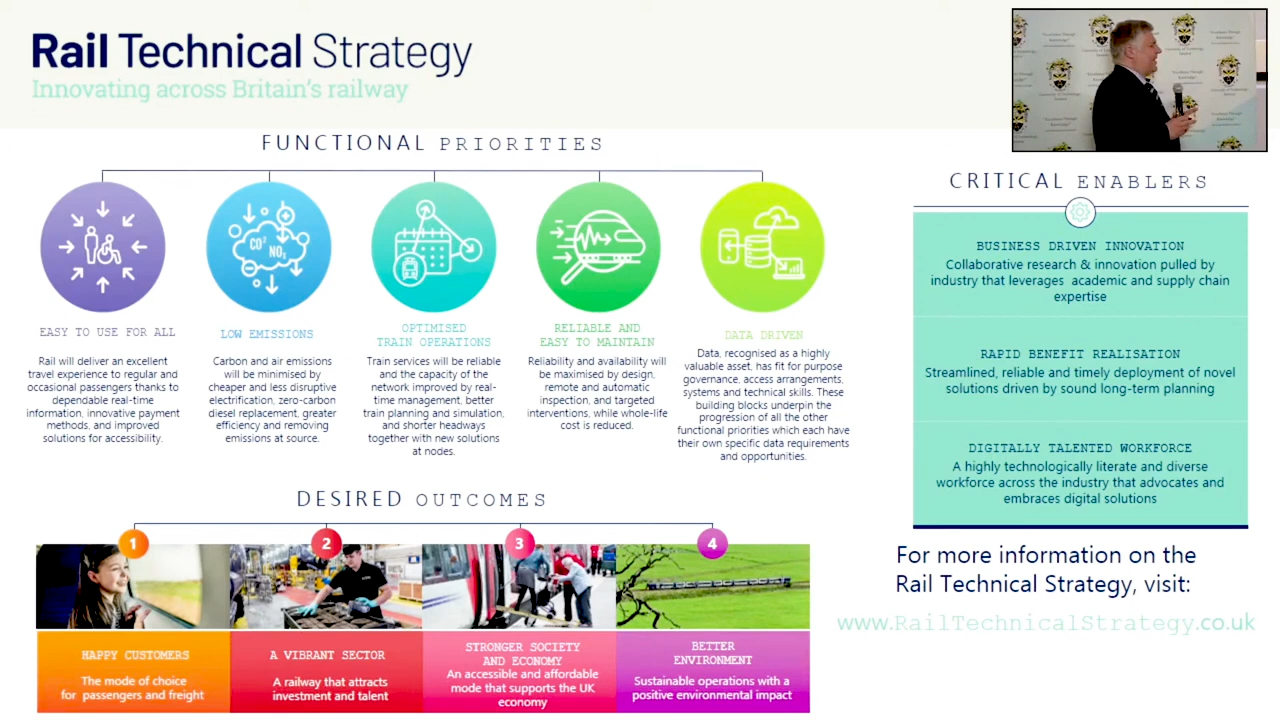 Rail Technical Strategy
Innovating across Britain's railway
FUNCTIONAL PRIORITIES
CO² NOₓ
EASY TO USE FOR ALL
Rail will deliver an excellent
travel experience to regular and
occasional passengers thanks to
dependable real-time
information, innovative payment
methods, and improved
solutions for accessibility.
LOW EMISSIONS
Carbon and air emissions
will be minimised by
cheaper and less disruptive
electrification, zero-carbon
diesel replacement, greater
efficiency and removing
emissions at source.
OPTIMISED
TRAIN OPERATIONS
Train services will be reliable
and the capacity of the
network improved by real-
time management, better
train planning and simulation,
and shorter headways
together with new solutions
at nodes.
RELIABLE AND
EASY TO MAINTAIN
Reliability and availability will
be maximised by design,
remote and automatic
inspection, and targeted
interventions, while whole-life
cost is reduced.
DATA DRIVEN
Data, recognised as a highly
valuable asset, has fit for purpose
governance, access arrangements,
systems and technical skills. These
building blocks underpin the
progression of all the other
functional priorities which each have
their own specific data requirements
and opportunities.
DESIRED OUTCOMES
1
2
3
4
HAPPY CUSTOMERS
The mode of choice
for passengers and freight
A VIBRANT SECTOR
A railway that attracts
investment and talent
STRONGER SOCIETY
AND ECONOMY
An accessible and affordable
mode that supports the UK
economy
BETTER
ENVIRONMENT
Sustainable operations with a
positive environmental impact
CRITICAL ENABLERS
BUSINESS DRIVEN INNOVATION
Collaborative research & innovation pulled by
industry that leverages academic and supply chain
expertise
RAPID BENEFIT REALISATION
Streamlined, reliable and timely deployment of novel
solutions driven by sound long-term planning
DIGITALLY TALENTED WORKFORCE
A highly technologically literate and diverse
workforce across the industry that advocates and
embraces digital solutions
For more information on the
Rail Technical Strategy, visit:
www.RailTechnicalStrategy.co.uk